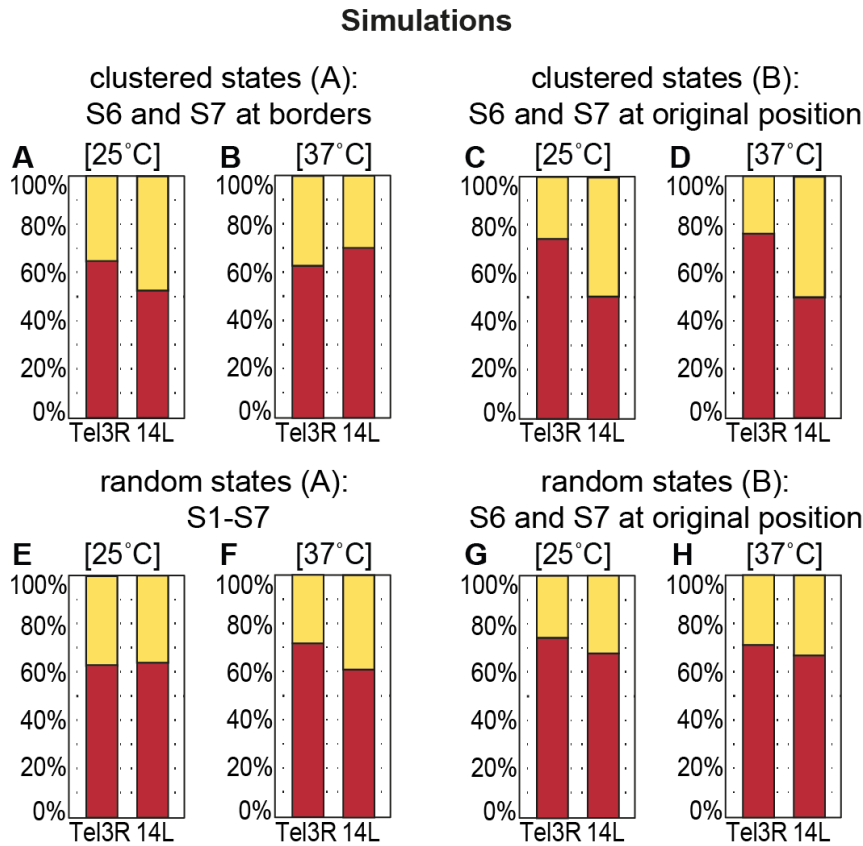 Simulations
clustered states (A):
S6 and S7 at borders
clustered states (B):
S6 and S7 at original position
A [25°C]
100%
80%
60%
40%
20%
0%
Tel3R 14L
B [37°C]
100%
80%
60%
40%
20%
0%
Tel3R 14L
C [25°C]
100%
80%
60%
40%
20%
0%
Tel3R 14L
D [37°C]
100%
80%
60%
40%
20%
0%
Tel3R 14L
random states (A):
S1-S7
random states (B):
S6 and S7 at original position
E [25°C]
100%
80%
60%
40%
20%
0%
Tel3R 14L
F [37°C]
100%
80%
60%
40%
20%
0%
Tel3R 14L
G [25°C]
100%
80%
60%
40%
20%
0%
Tel3R 14L
H [37°C]
100%
80%
60%
40%
20%
0%
Tel3R 14L